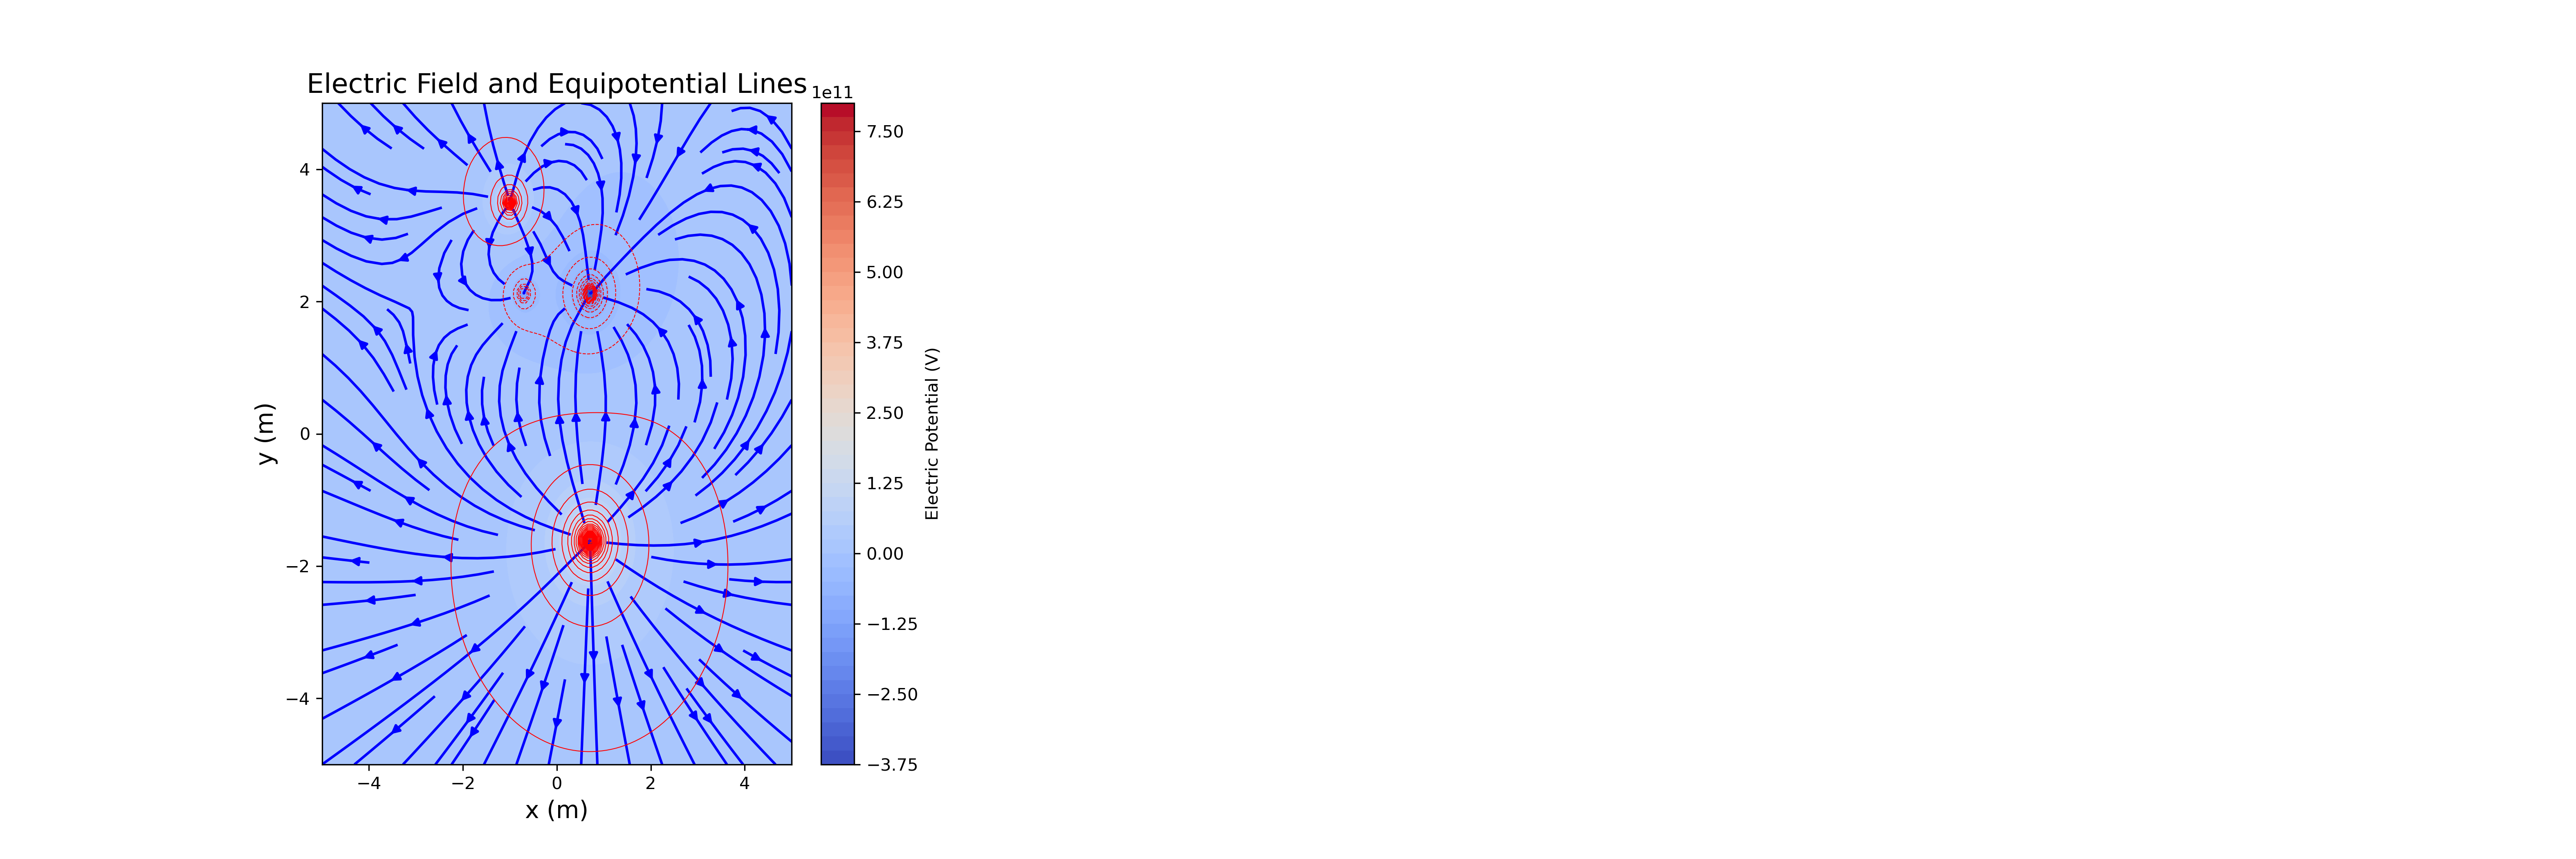 Electric Field and Equipotential Lines
1e11
7.50
6.25
5.00
3.75
2.50
1.25
0.00
−1.25
−2.50
−3.75
Electric Potential (V)
4
2
0
−2
−4
y (m)
−4 −2 0 2 4
x (m)